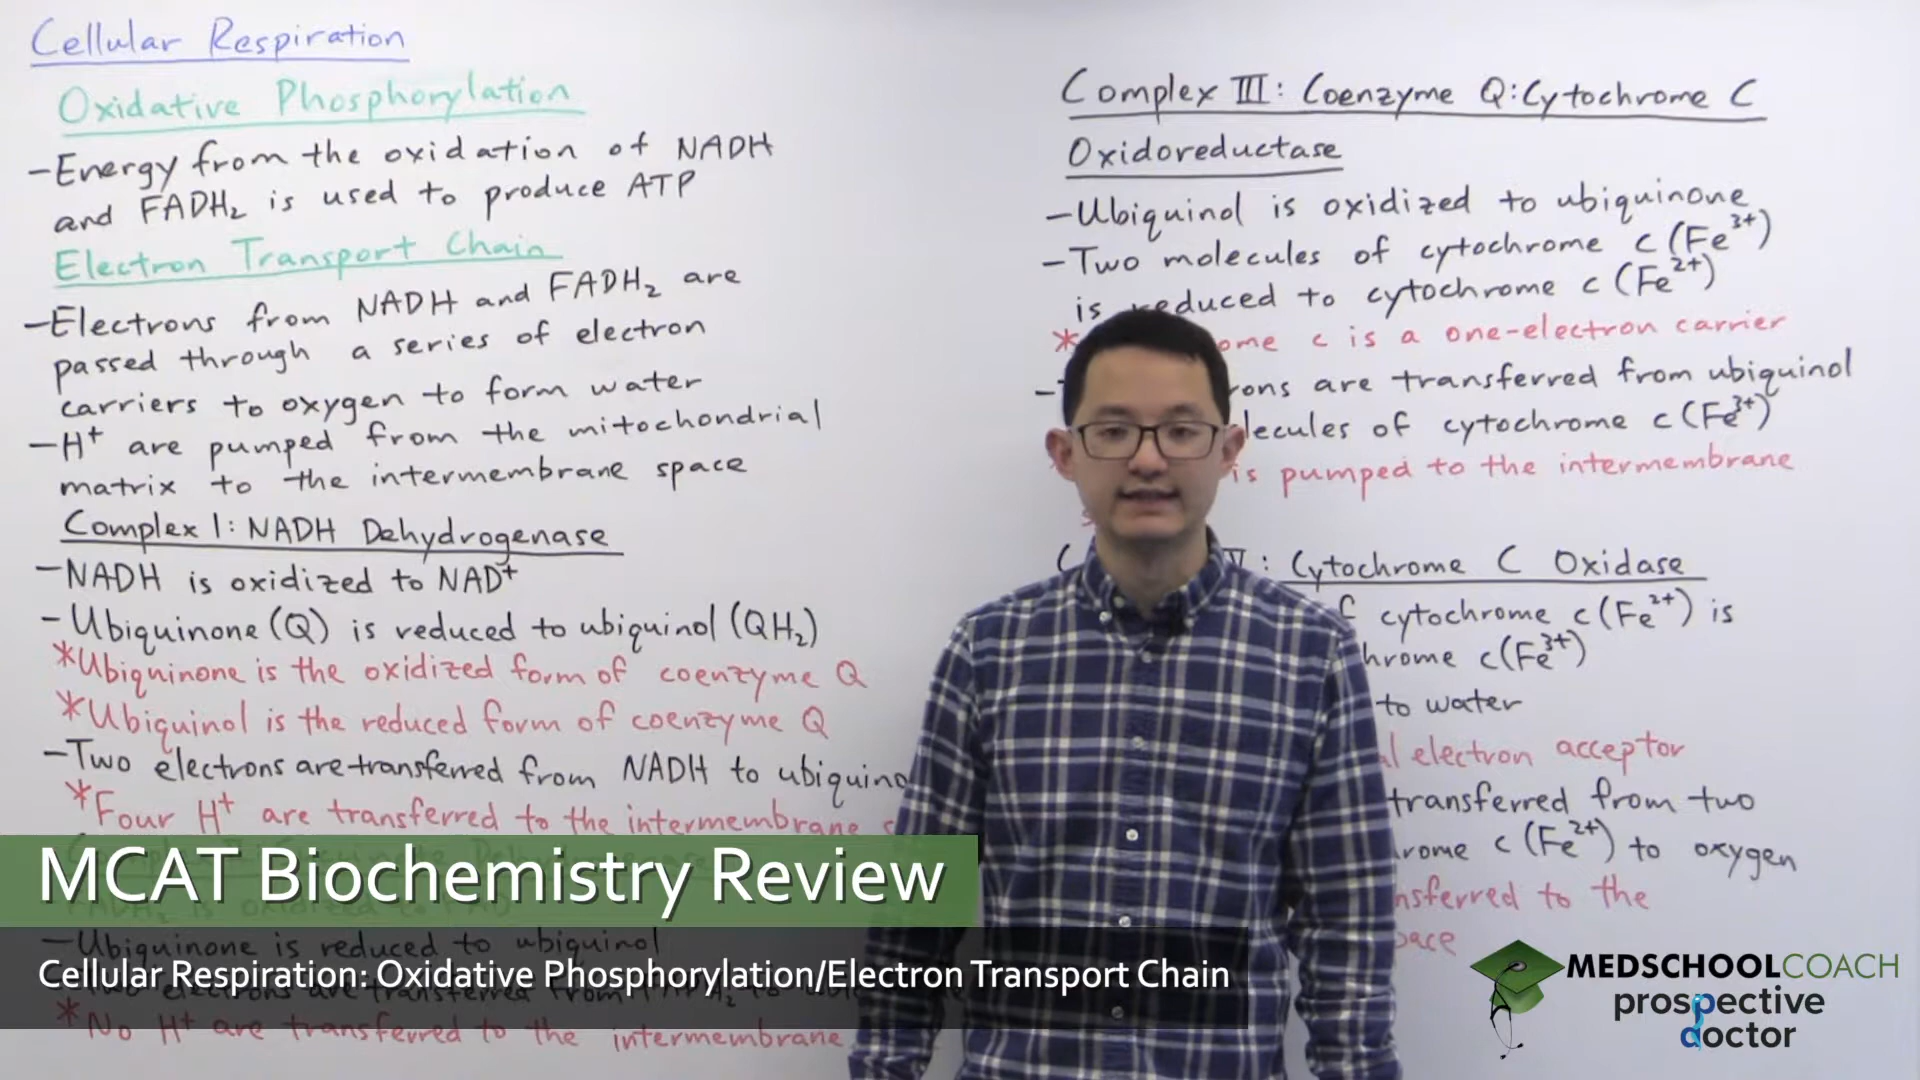 Cellular Respiration
Oxidative Phosphorylation
-Energy from the oxidation of NADH
and FADH₂ is used to produce ATP
Electron Transport Chain
-Electrons from NADH and FADH₂ are
passed through a series of electron
carriers to oxygen to form water
-H⁺ are pumped from the mitochondrial
matrix to the intermembrane space
Complex I: NADH Dehydrogenase
-NADH is oxidized to NAD⁺
-Ubiquinone (Q) is reduced to ubiquinol (QH₂)
*Ubiquinone is the oxidized form of coenzyme Q
*Ubiquinol is the reduced form of coenzyme Q
-Two electrons are transferred from NADH to
*Four H⁺ are transferred to the intermembrane
-Ubiquinone is reduced to ubiquinol
*No H⁺ are transferred to the intermembrane
Complex III: Coenzyme Q:Cytochrome C
Oxidoreductase
-Ubiquinol is oxidized to ubiquinone
-Two molecules of cytochrome c (Fe³⁺)
is reduced to cytochrome c (Fe²⁺)
* c is a one-electron carrier
- are transferred from ubiquinol
of cytochrome c (Fe³⁺)
is pumped to the intermembrane
: Cytochrome C Oxidase
cytochrome c (Fe²⁺) is
c (Fe³⁺)
to water
electron acceptor
transferred from two
c (Fe²⁺) to oxygen
to the
MCAT Biochemistry Review
Cellular Respiration: Oxidative Phosphorylation/Electron Transport Chain
MEDSCHOOLCOACH
prospective
doctor